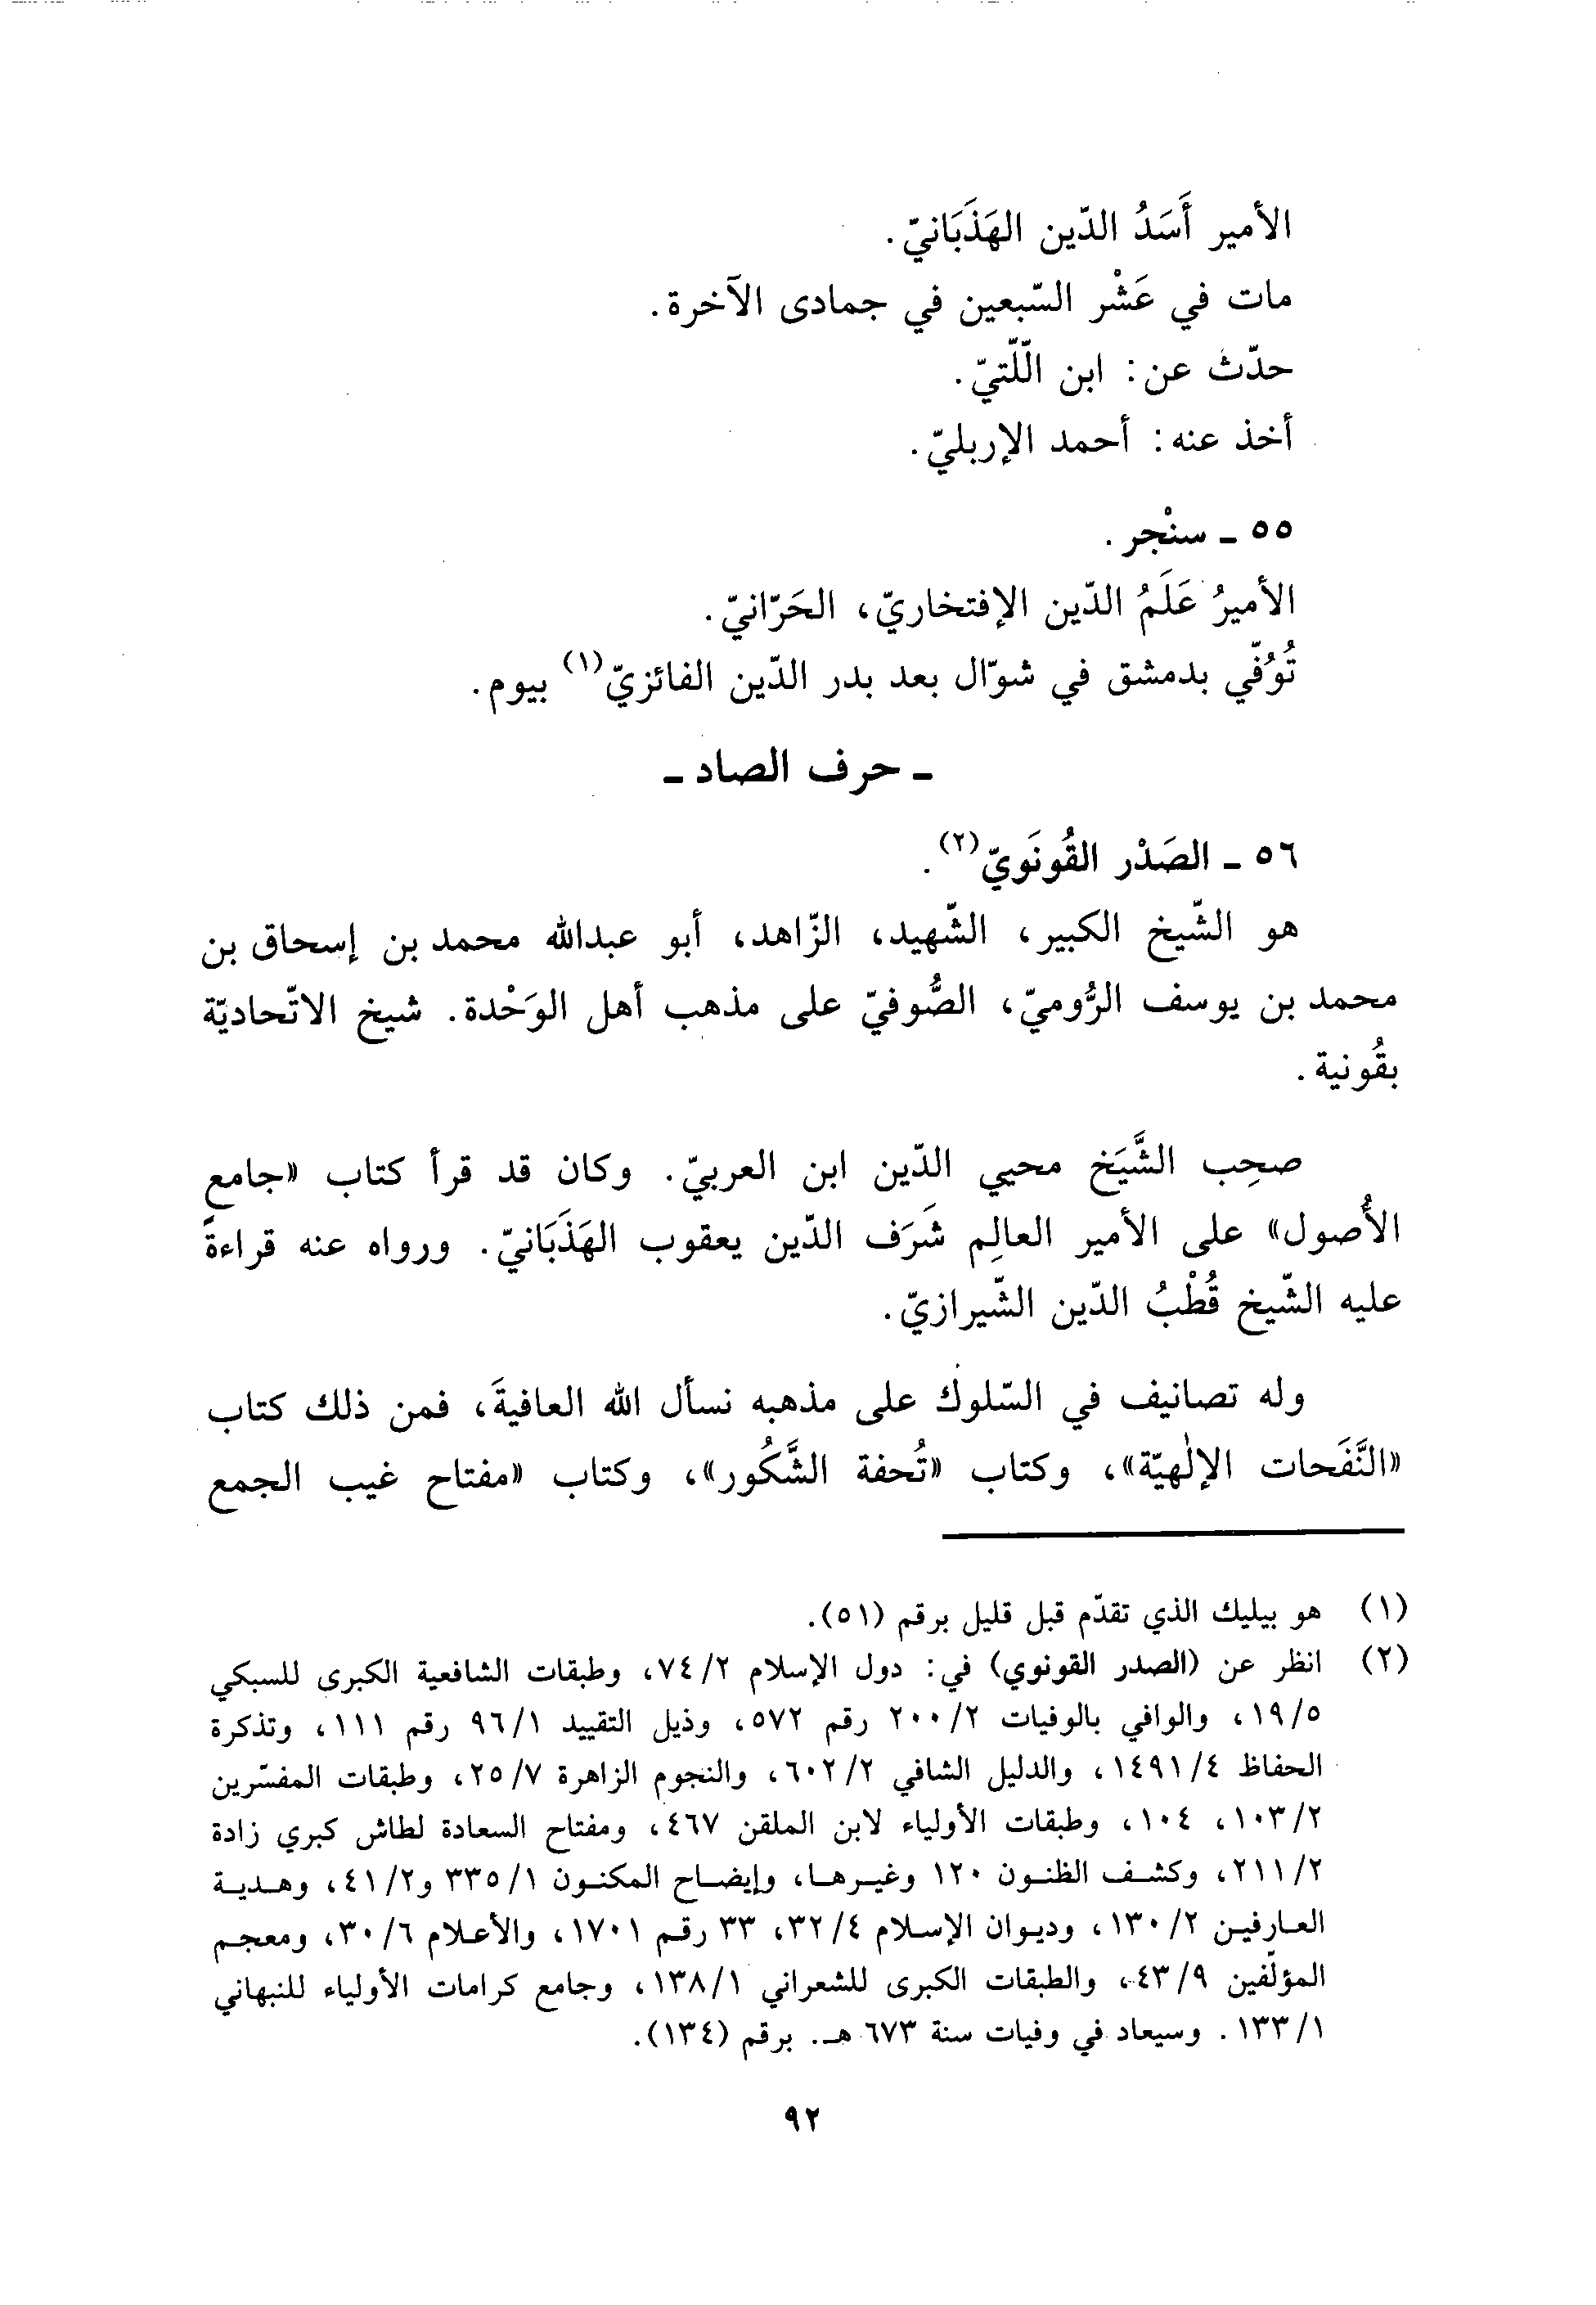 الأمير أَسَدُ الدّين الهَذَبَانيّ.
مات في عَشْر السّبعين في جمادى الآخرة.
حدّث عن: ابن الّلّتيّ.
أخذ عنه: أحمد الإربليّ.
٥٥ - سنْجر.
الأميرُ عَلَمُ الدّين الإفتخاريّ، الحَرّانيّ.
تُوُفّي بدمشق في شوّال بعد بدر الدّين الفائزيّ(١) بيوم.
- حرف الصاد -
٥٦ - الصَدْر القُونَويّ(٢).
هو الشّيخ الكبير، الشّهيد، الزّاهد، أبو عبدالله محمد بن إسحاق بن
محمد بن يوسف الرُّوميّ، الصُّوفيّ على مذهب أهل الوَحْدة. شيخ الاتّحاديّة
بقُونية.
صحِب الشَّيَخ محيي الدّين ابن العربيّ. وكان قد قرأ كتاب «جامع
الأُصول» على الأمير العالِم شَرَف الدّين يعقوب الهَذَبَانيّ. ورواه عنه قراءةً
عليه الشّيخ قُطْبُ الدّين الشّيرازيّ.
وله تصانيف في السّلوك على مذهبه نسأل الله العافيةَ، فمن ذلك كتاب
«النَّفَحات الإلٰهيّة»، وكتاب «تُحفة الشَّكُور»، وكتاب «مفتاح غيب الجمع
(١) هو بيليك الذي تقدّم قبل قليل برقم (٥١).
(٢) انظر عن (الصدر القونوي) في: دول الإسلام ٧٤/٢، وطبقات الشافعية الكبرى للسبكي
١٩/٥، والوافي بالوفيات ٢٠٠/٢ رقم ٥٧٢، وذيل التقييد ٩٦/١ رقم ١١١، وتذكرة
الحفاظ ١٤٩١/٤، والدليل الشافي ٦٠٢/٢، والنجوم الزاهرة ٢٥/٧، وطبقات المفسّرين
١٠٣/٢، ١٠٤، وطبقات الأولياء لابن الملقن ٤٦٧، ومفتاح السعادة لطاش كبري زادة
٢١١/٢، وكشف الظنون ١٢٠ وغيرها، وإيضاح المكنون ٣٣٥/١ و٤١/٢، وهدية
العارفين ١٣٠/٢، وديوان الإسلام ٣٢/٤، ٣٣ رقم ١٧٠١، والأعلام ٣٠/٦، ومعجم
المؤلّفين ٤٣/٩، والطبقات الكبرى للشعراني ١٣٨/١، وجامع كرامات الأولياء للنبهاني
١٣٣/١. وسيعاد في وفيات سنة ٦٧٣ هـ. برقم (١٣٤).
٩٢